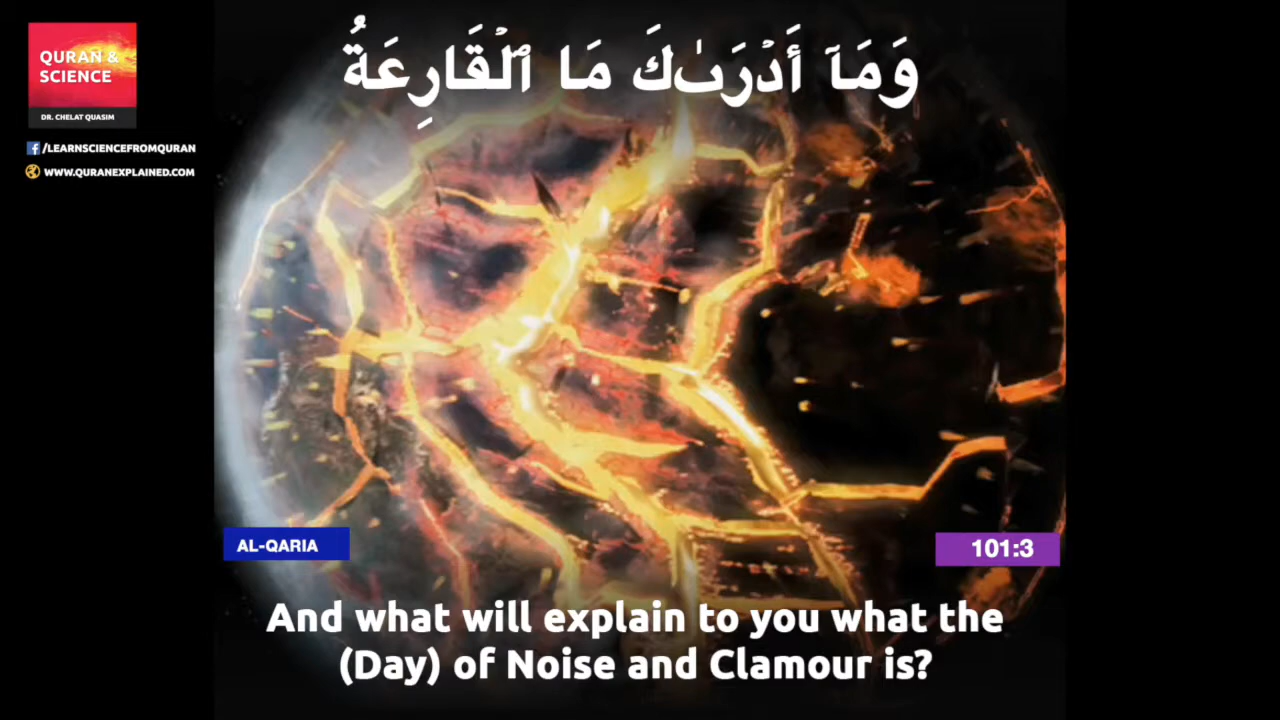 وَمَآ أَدْرَىٰكَ مَا ٱلْقَارِعَةُ
QURAN &
SCIENCE
DR. CHELAT QUASIM
/LEARNSCIENCEFROMQURAN
WWW.QURANEXPLAINED.COM
AL-QARIA
101:3
And what will explain to you what the
(Day) of Noise and Clamour is?